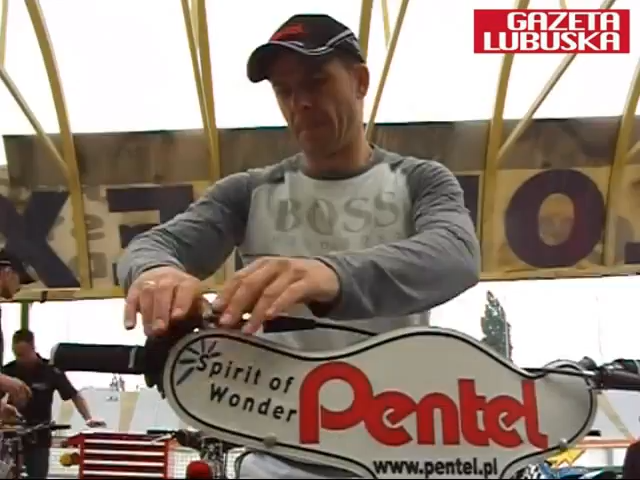 GAZETA
LUBUSKA
BOSS
Spirit of
Wonder
Pentel
www.pentel.pl